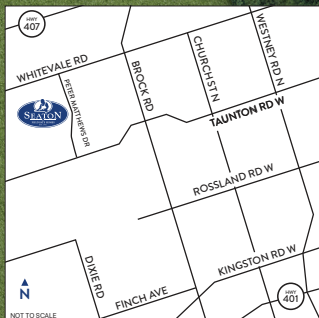 HWY
407
WHITEVALE RD
PETER MATTHEWS DR
BROCK RD
CHURCH ST N
WESTNEY RD N
SEATON
TAUNTON RD W
ROSSLAND RD W
KINGSTON RD W
DIXIE RD
FINCH AVE
HWY
401
N
NOT TO SCALE